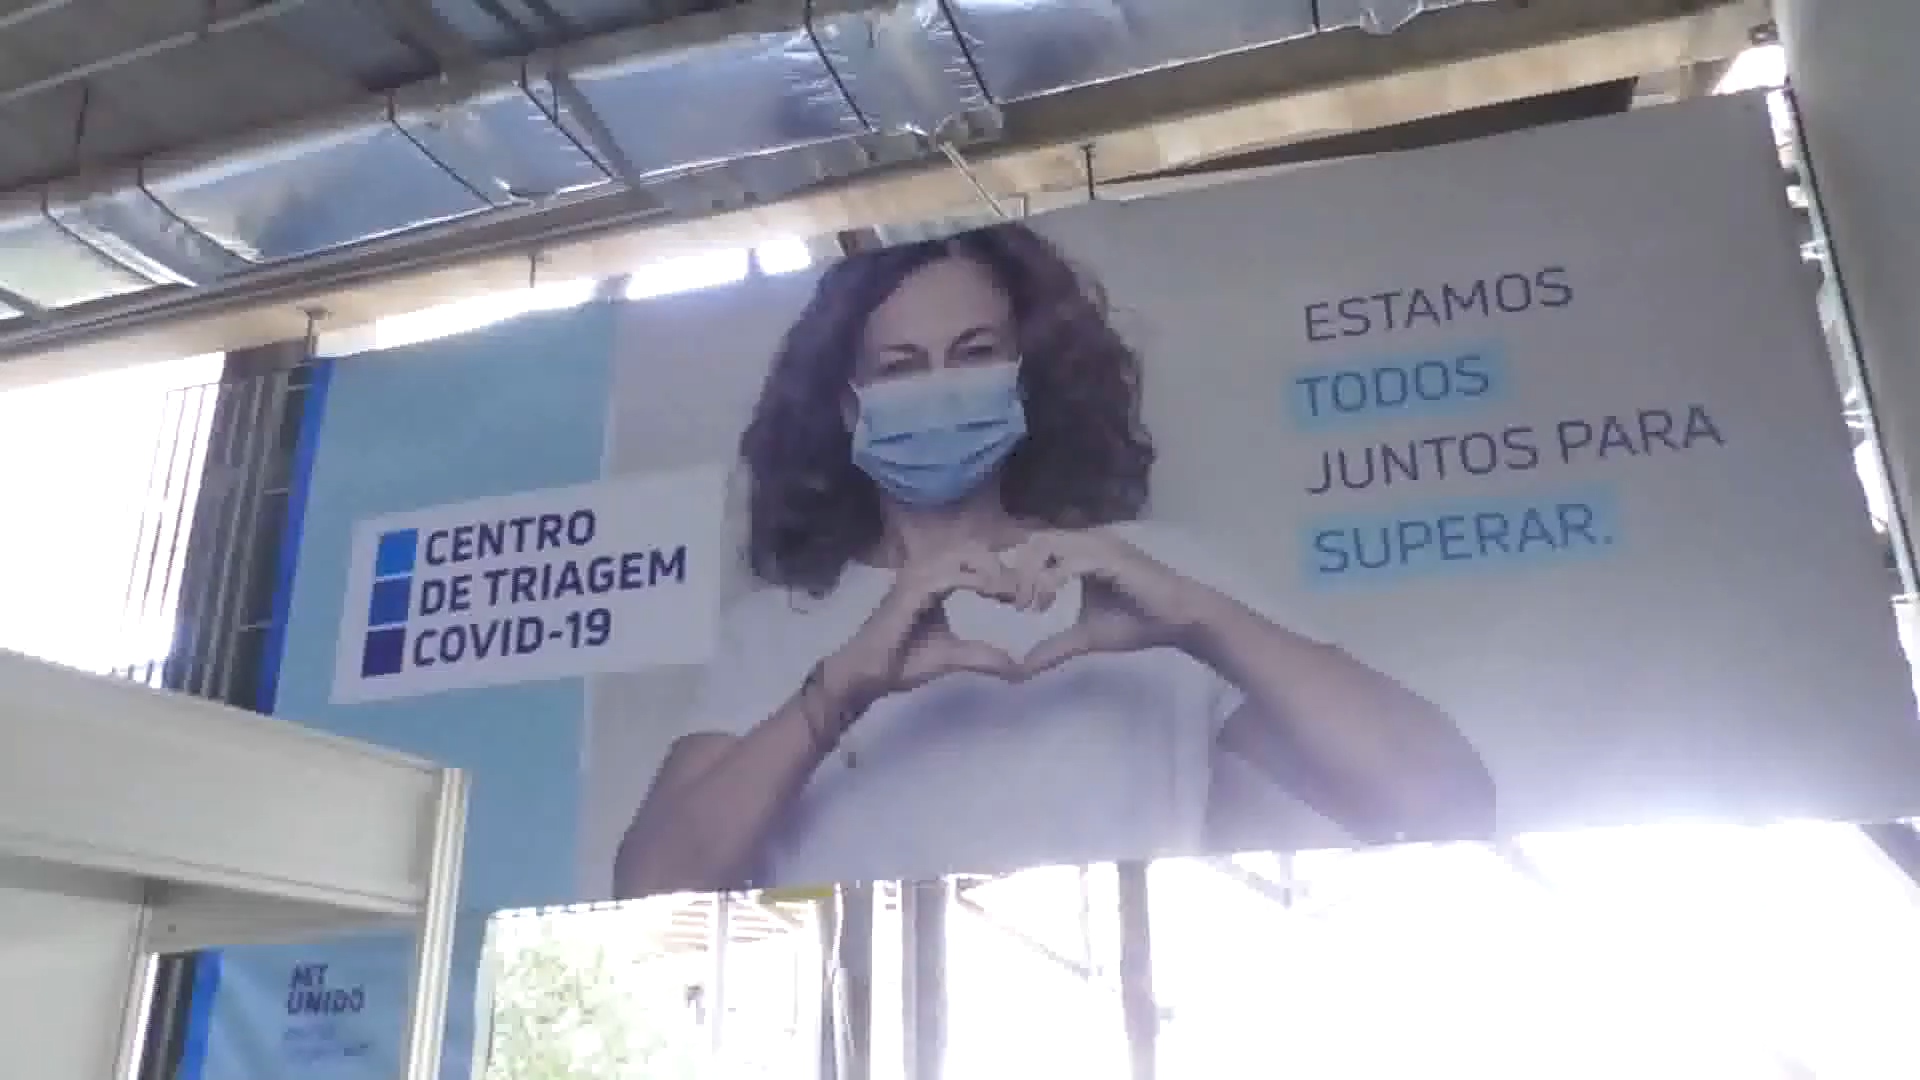 ESTAMOS
TODOS
JUNTOS PARA
SUPERAR.
CENTRO
DE TRIAGEM
COVID-19
MT
UNIDO